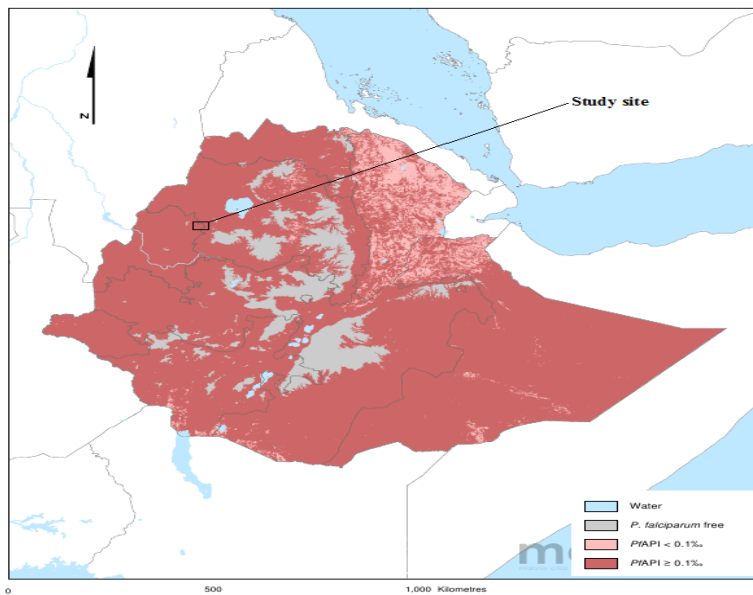 N
Study site
Water
P. falciparum free
PfAPI < 0.1‰
PfAPI ≥ 0.1‰
0 500 1,000 Kilometres